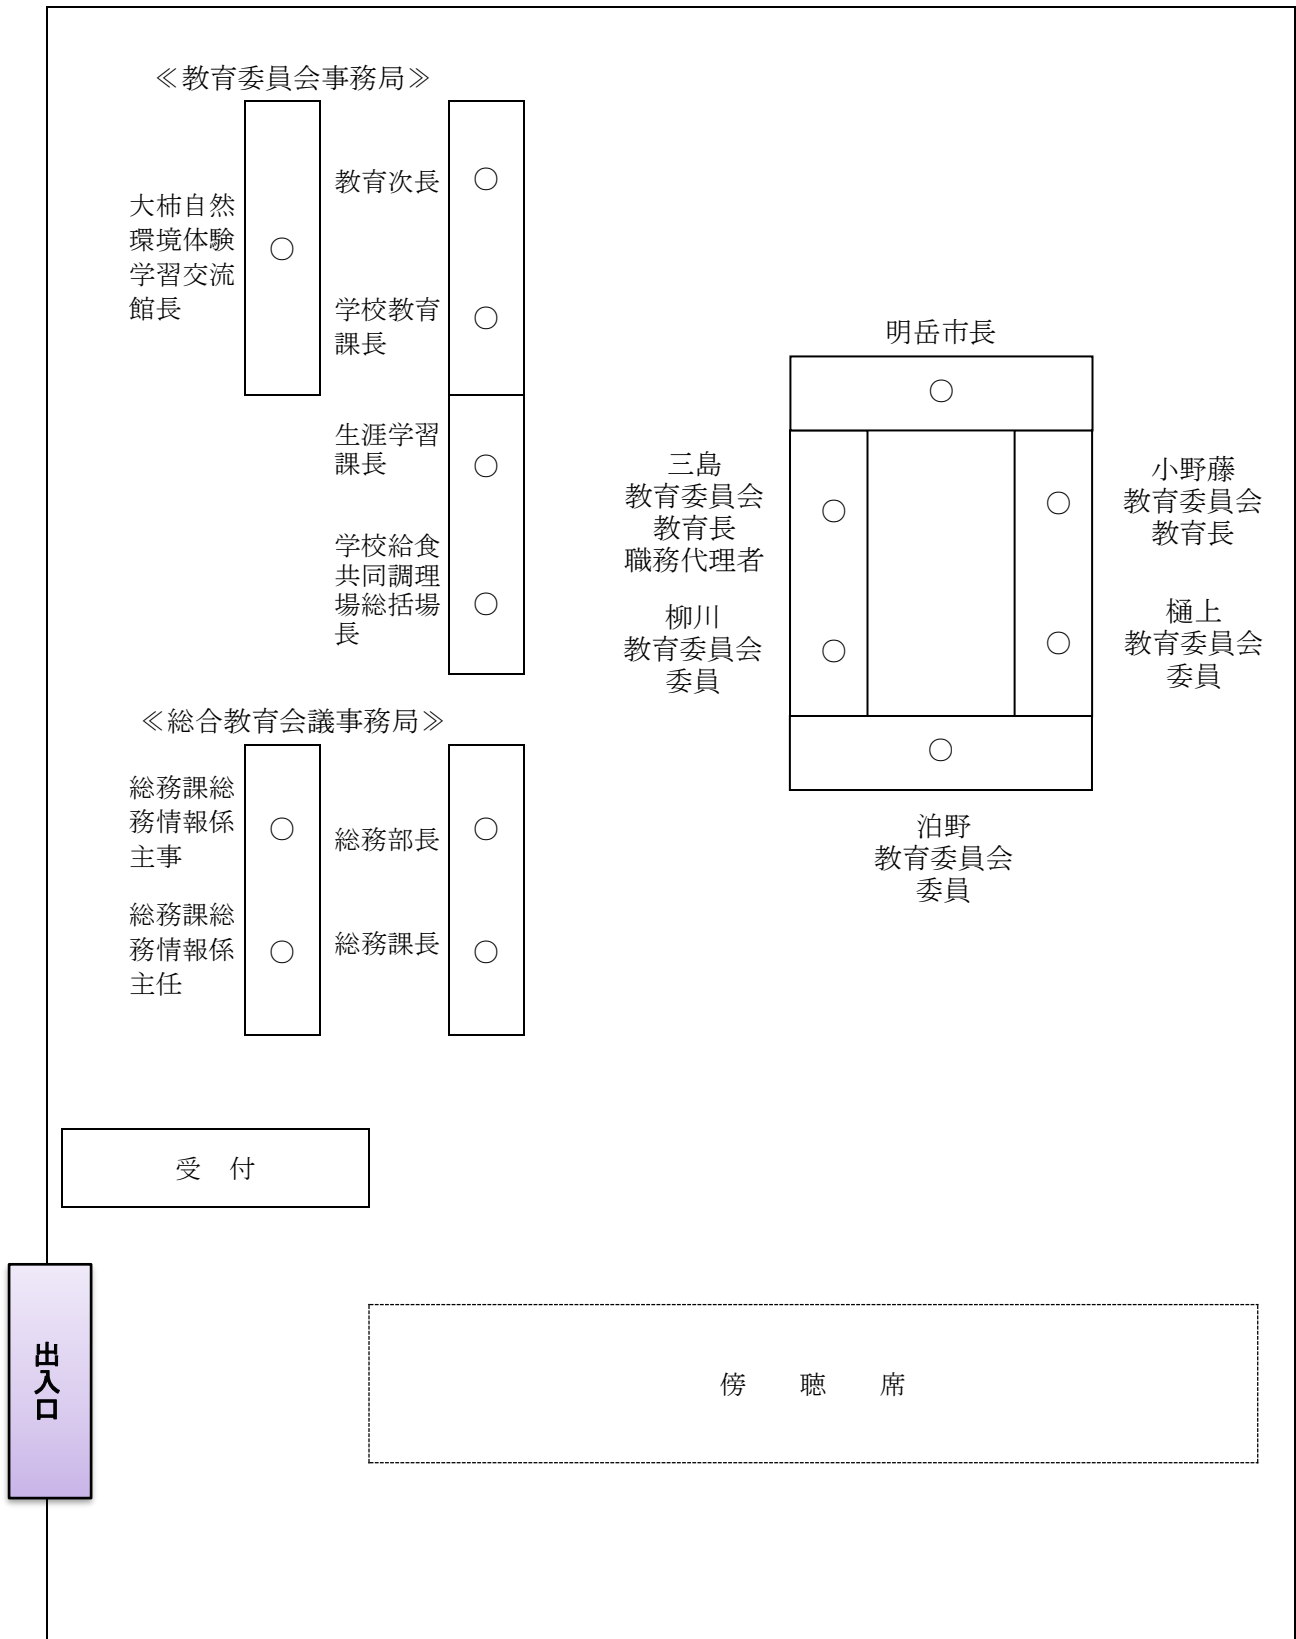 ≪教育委員会事務局≫
大柿自然
環境体験
学習交流
館長
○
教育次長
○
学校教育
課長
○
生涯学習
課長
○
学校給食
共同調理
場総括場
長
○
明岳市長
○
三島
教育委員会
教育長
職務代理者
○
小野藤
教育委員会
教育長
○
柳川
教育委員会
委員
○
樋上
教育委員会
委員
○
○
泊野
教育委員会
委員
≪総合教育会議事務局≫
総務課総
務情報係
主事
○
総務部長
○
総務課総
務情報係
主任
○
総務課長
○
受 付
出入口
傍 聴 席